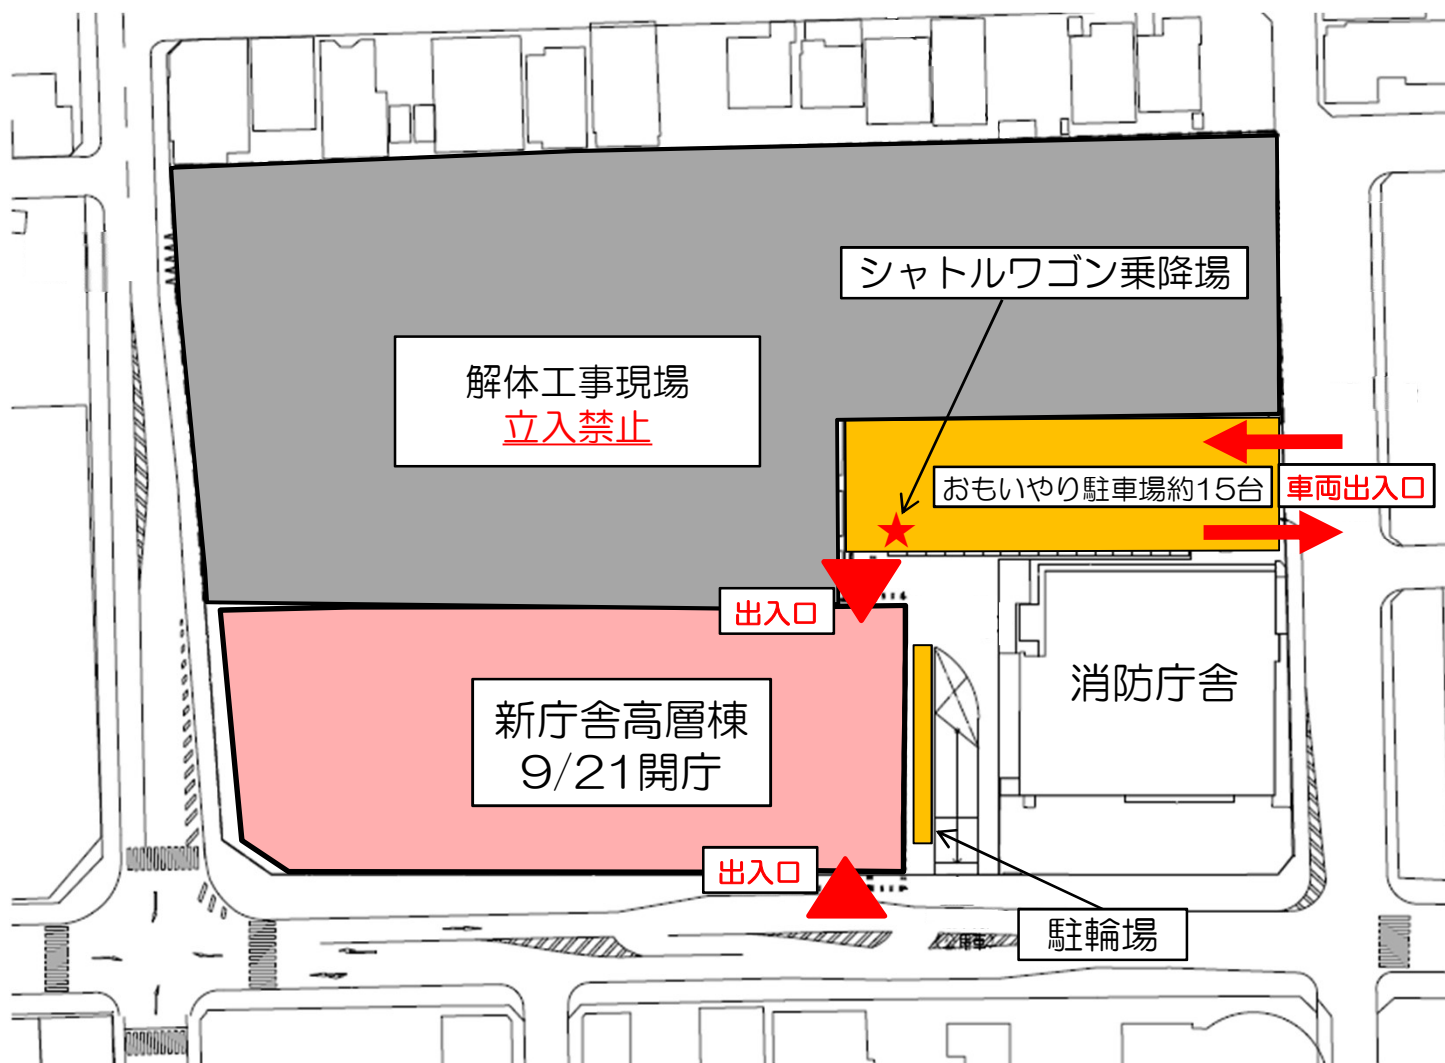 シャトルワゴン乗降場
解体工事現場
立入禁止
おもいやり駐車場約15台
車両出入口
出入口
新庁舎高層棟
9/21開庁
消防庁舎
出入口
駐輪場